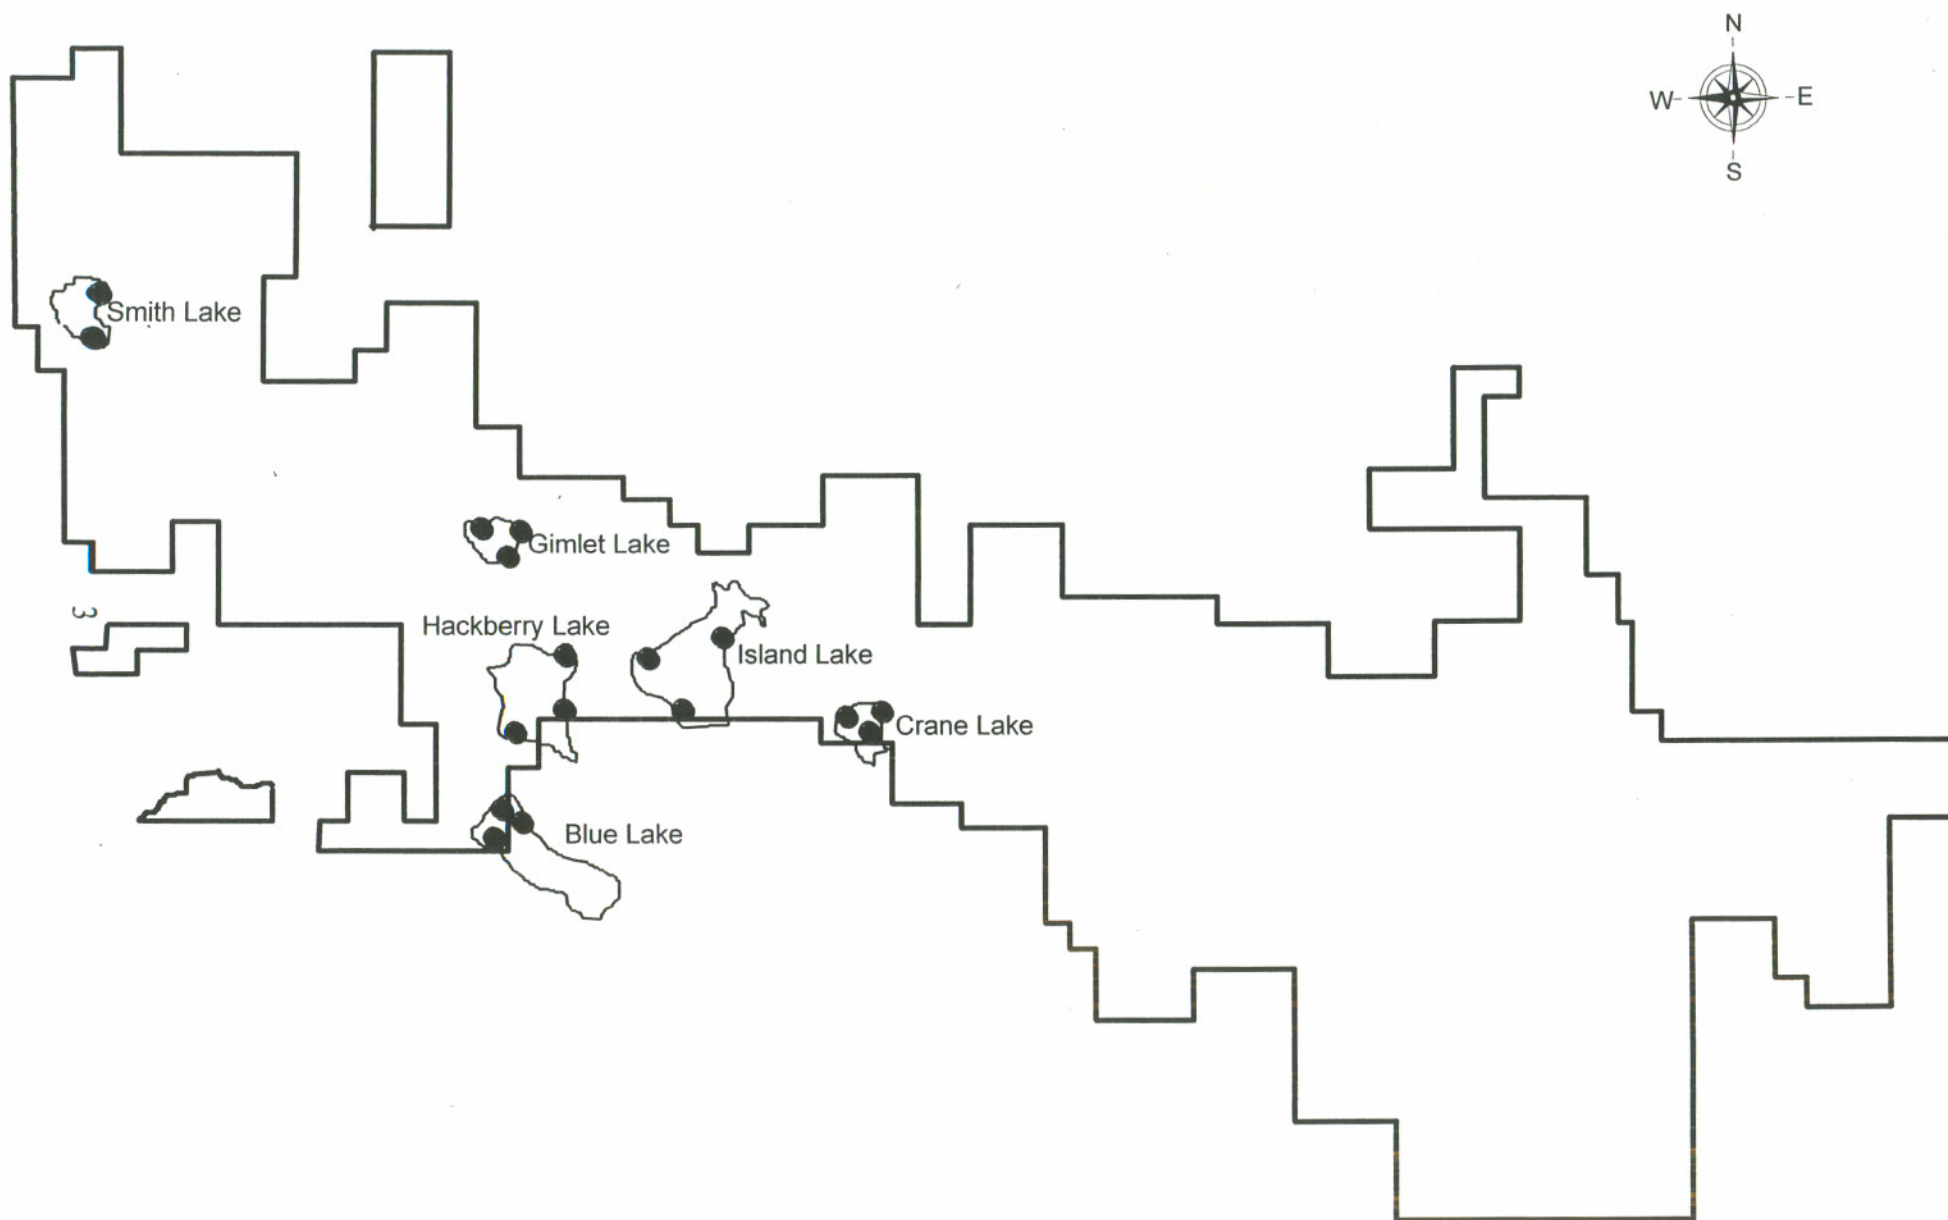 N
W
E
S
Smith Lake
Gimlet Lake
3
Hackberry Lake
Island Lake
Crane Lake
Blue Lake